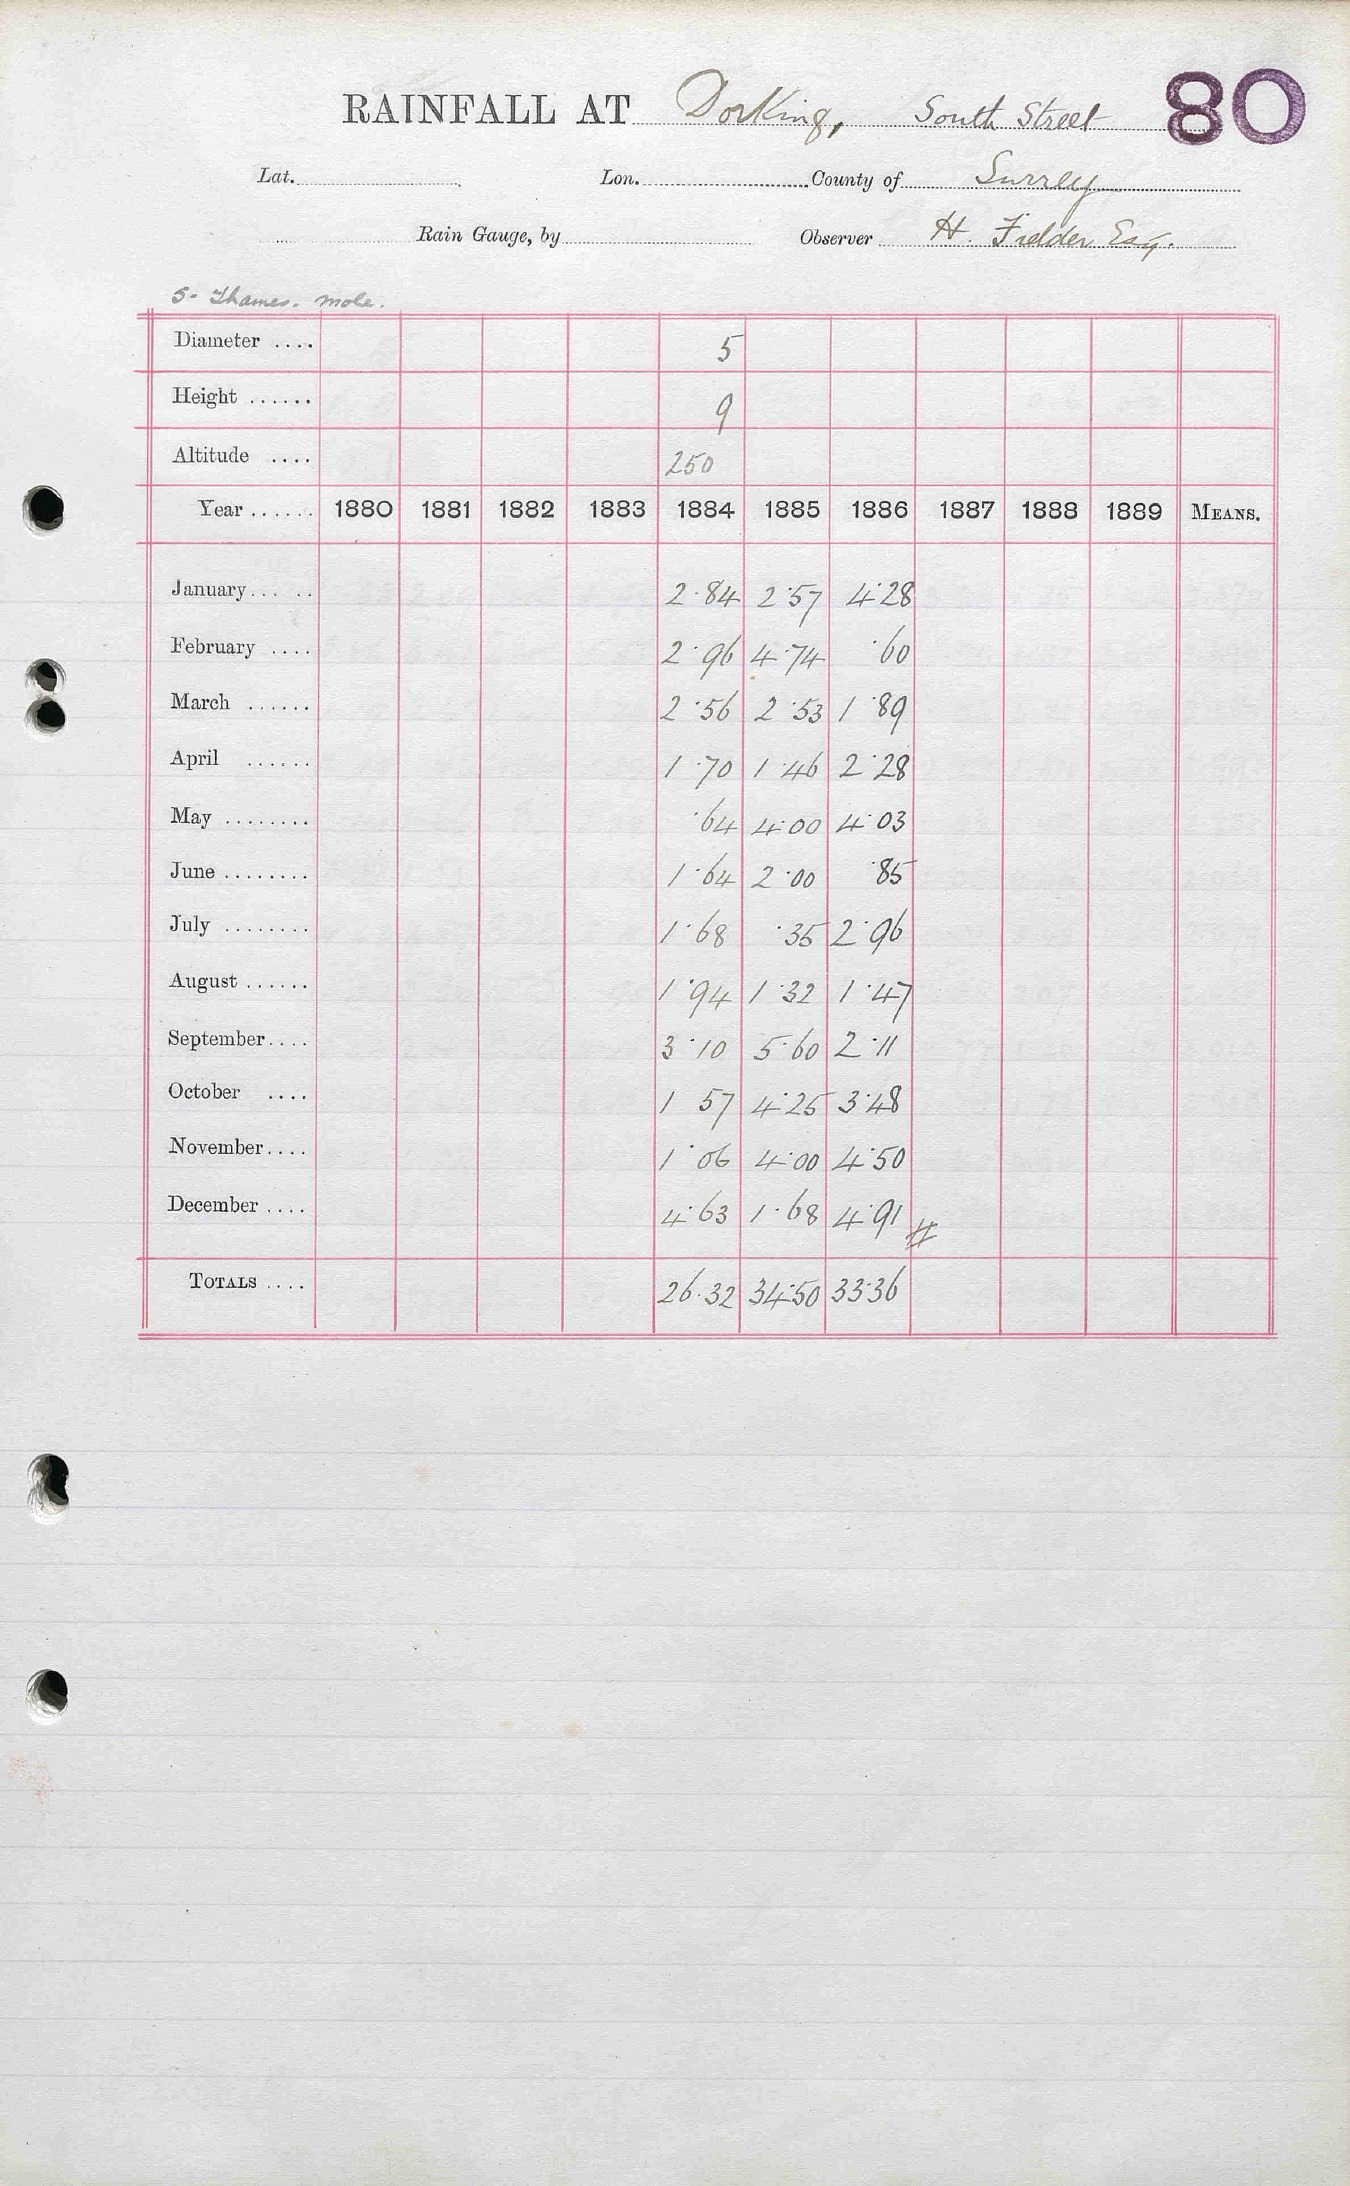 RAINFALL AT Dorking, South Street 80
Lat. Lon. County of Surrey
Rain Gauge, by Observer H. Fielder Esq.
5- Thames. Mole.
Diameter .... 5
Height ...... 9
Altitude .... 250
Year ...... 1880 1881 1882 1883 1884 1885 1886 1887 1888 1889 MEANS.
January ... .. 2·84 2·57 4·28
February .... 2·96 4·74 ·60
March ...... 2·56 2·53 1·89
April ...... 1·70 1·46 2·28
May ........ ·64 4·00 4·03
June ........ 1·64 2·00 ·85
July ........ 1·68 ·35 2·96
August ...... 1·94 1·32 1·47
September .... 3·10 5·60 2·11
October .... 1 57 4·25 3·48
November .... 1·06 4·00 4·50
December .... 4·63 1·68 4·91 #
TOTALS .... 26.32 34·50 33·36